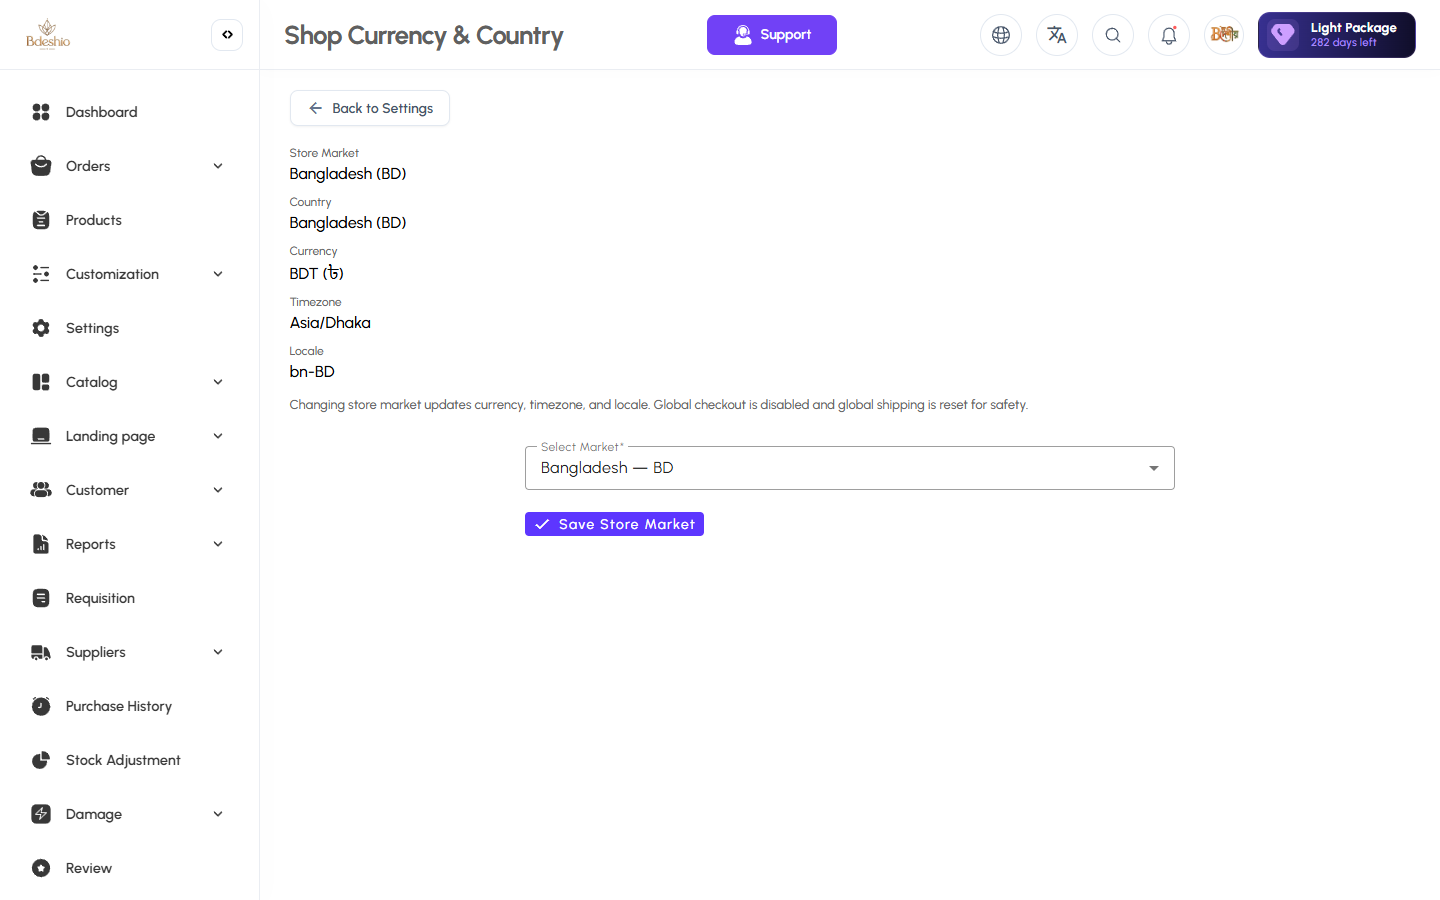 Bdeshio
Shop Currency & Country
Support
Light Package
282 days left
Dashboard
Orders
Products
Customization
Settings
Catalog
Landing page
Customer
Reports
Requisition
Suppliers
Purchase History
Stock Adjustment
Damage
Review
Back to Settings
Store Market
Bangladesh (BD)
Country
Bangladesh (BD)
Currency
BDT (৳)
Timezone
Asia/Dhaka
Locale
bn-BD
Changing store market updates currency, timezone, and locale. Global checkout is disabled and global shipping is reset for safety.
Select Market*
Bangladesh — BD
Save Store Market